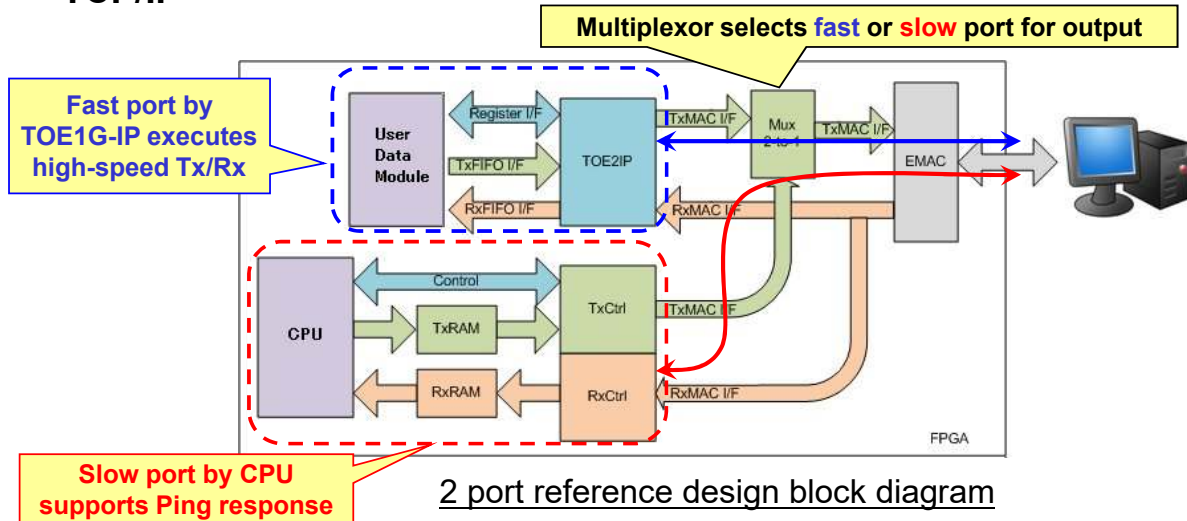 Multiplexor selects fast or slow port for output
Fast port by
TOE1G-IP executes
high-speed Tx/Rx
User
Data
Module
Register I/F
TxFIFO I/F
RxFIFO I/F
TOE2IP
TxMAC I/F
Mux
2-to-1
TxMAC I/F
EMAC
RxMAC I/F
CPU
Control
TxRAM
RxRAM
TxCtrl
RxCtrl
TxMAC I/F
RxMAC I/F
FPGA
Slow port by CPU
supports Ping response
2 port reference design block diagram